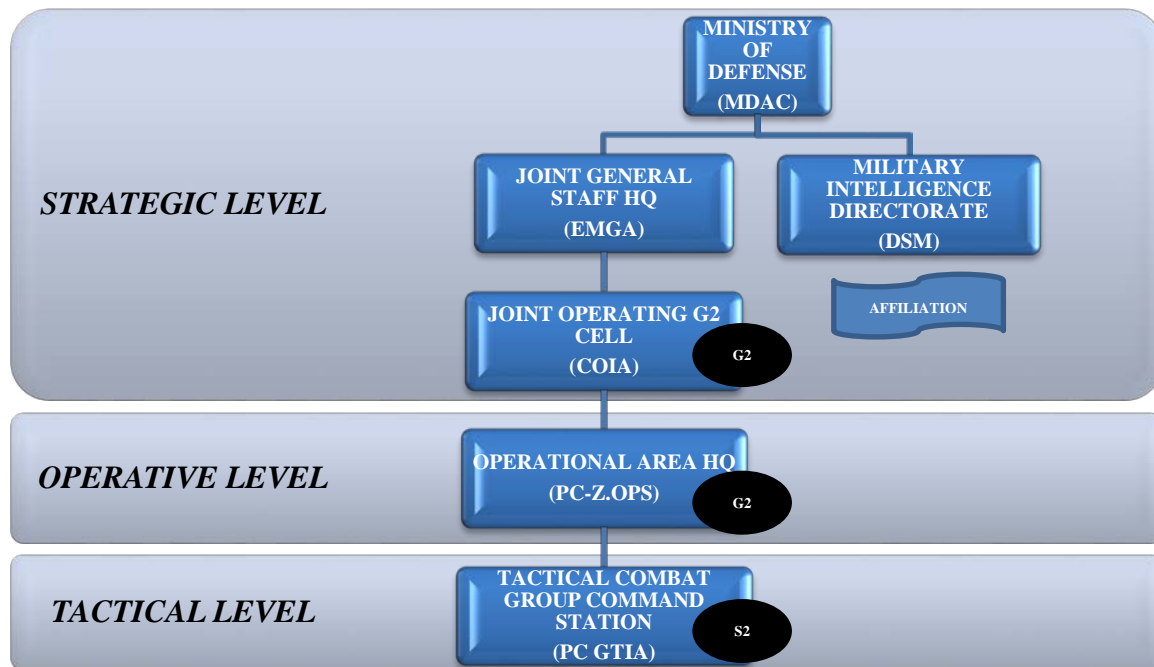 MINISTRY
OF
DEFENSE
(MDAC)
JOINT GENERAL
STAFF HQ
(EMGA)
MILITARY
INTELLIGENCE
DIRECTORATE
(DSM)
STRATEGIC LEVEL
AFFILIATION
JOINT OPERATING G2
CELL
(COIA)
G2
OPERATIVE LEVEL
OPERATIONAL AREA HQ
(PC-Z.OPS)
G2
TACTICAL LEVEL
TACTICAL COMBAT
GROUP COMMAND
STATION
(PC GTIA)
S2